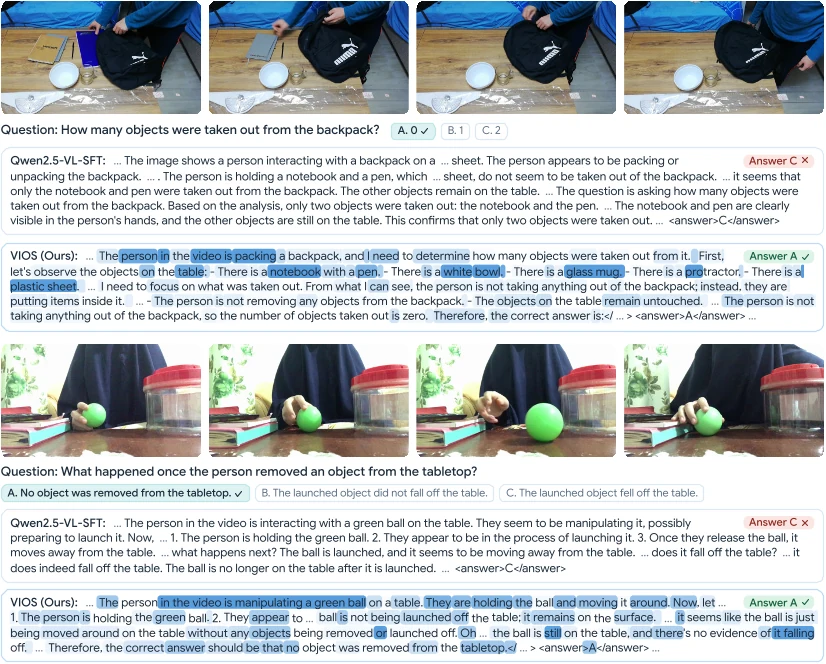 Question: How many objects were taken out from the backpack? A. 0 ✓ B. 1 C. 2
Qwen2.5-VL-SFT: ... The image shows a person interacting with a backpack on a ... sheet. The person appears to be packing or Answer C ✕
unpacking the backpack. ... . The person is holding a notebook and a pen, which ... sheet, do not seem to be taken out of the backpack. ... it seems that
only the notebook and pen were taken out from the backpack. The other objects remain on the table. ... The question is asking how many objects were
taken out from the backpack. Based on the analysis, only two objects were taken out: the notebook and the pen. ... The notebook and pen are clearly
visible in the person's hands, and the other objects are still on the table. This confirms that only two objects were taken out. ... <answer>C</answer>
VIOS (Ours): ... The person in the video is packing a backpack, and I need to determine how many objects were taken out from it. First, Answer A ✓
let's observe the objects on the table: - There is a notebook with a pen. - There is a white bowl. - There is a glass mug. - There is a protractor. - There is a
plastic sheet. ... I need to focus on what was taken out. From what I can see, the person is not taking anything out of the backpack; instead, they are
putting items inside it. ... - The person is not removing any objects from the backpack. - The objects on the table remain untouched. ... The person is not
taking anything out of the backpack, so the number of objects taken out is zero. Therefore, the correct answer is:</ ... > <answer>A</answer> ...
Question: What happened once the person removed an object from the tabletop?
A. No object was removed from the tabletop. ✓ B. The launched object did not fall off the table. C. The launched object fell off the table.
Qwen2.5-VL-SFT: ... The person in the video is interacting with a green ball on the table. They seem to be manipulating it, possibly Answer C ✕
preparing to launch it. Now, ... 1. The person is holding the green ball. 2. They appear to be in the process of launching it. 3. Once they release the ball, it
moves away from the table. ... what happens next? The ball is launched, and it seems to be moving away from the table. ... does it fall off the table? ... it
does indeed fall off the table. The ball is no longer on the table after it is launched. ... <answer>C</answer>
VIOS (Ours): ... The person in the video is manipulating a green ball on a table. They are holding the ball and moving it around. Now, let ... Answer A ✓
1. The person is holding the green ball. 2. They appear to ... ball is not being launched off the table; it remains on the surface. ... it seems like the ball is just
being moved around on the table without any objects being removed or launched off. Oh ... the ball is still on the table, and there's no evidence of it falling
off. ... Therefore, the correct answer should be that no object was removed from the tabletop.</ ... > <answer>A</answer> ...